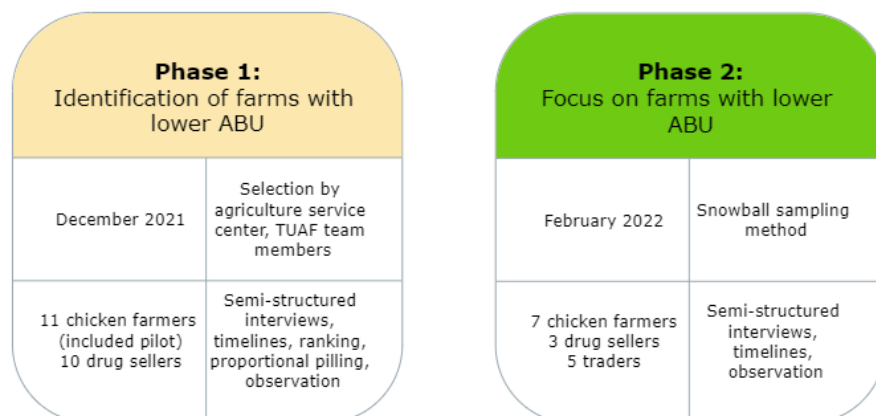 Phase 1:
Identification of farms with
lower ABU
December 2021
Selection by
agriculture service
center, TUAF team
members
11 chicken farmers
(included pilot)
10 drug sellers
Semi-structured
interviews,
timelines, ranking,
proportional pilling,
observation
Phase 2:
Focus on farms with lower
ABU
February 2022
Snowball sampling
method
7 chicken farmers
3 drug sellers
5 traders
Semi-structured
interviews,
timelines,
observation